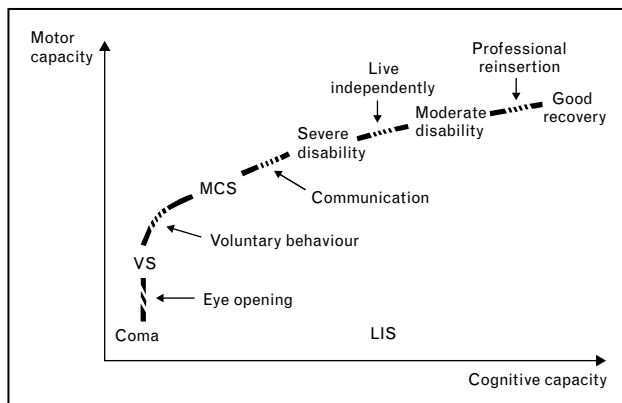 Motor
capacity
Professional
reinsertion
Live
independently
Good
recovery
Moderate
disability
Severe
disability
MCS
Communication
Voluntary behaviour
VS
Eye opening
Coma
LIS
Cognitive capacity